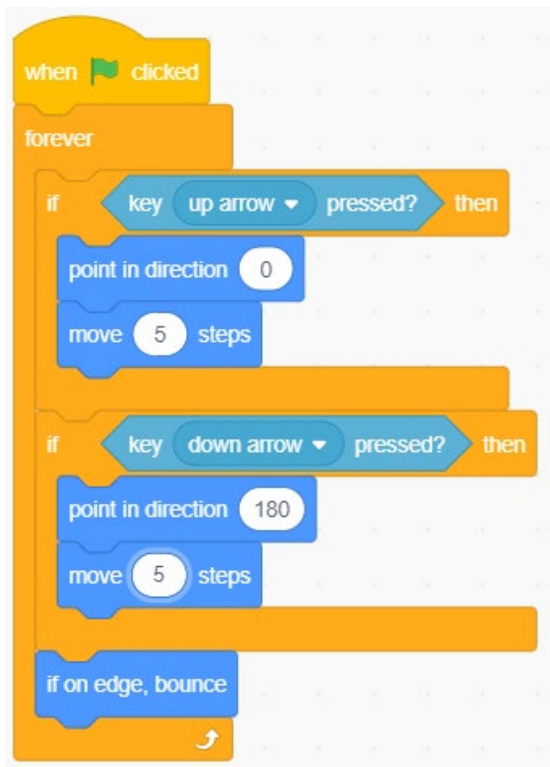 when clicked
forever
if key up arrow pressed? then
point in direction 0
move 5 steps
if key down arrow pressed? then
point in direction 180
move 5 steps
if on edge, bounce